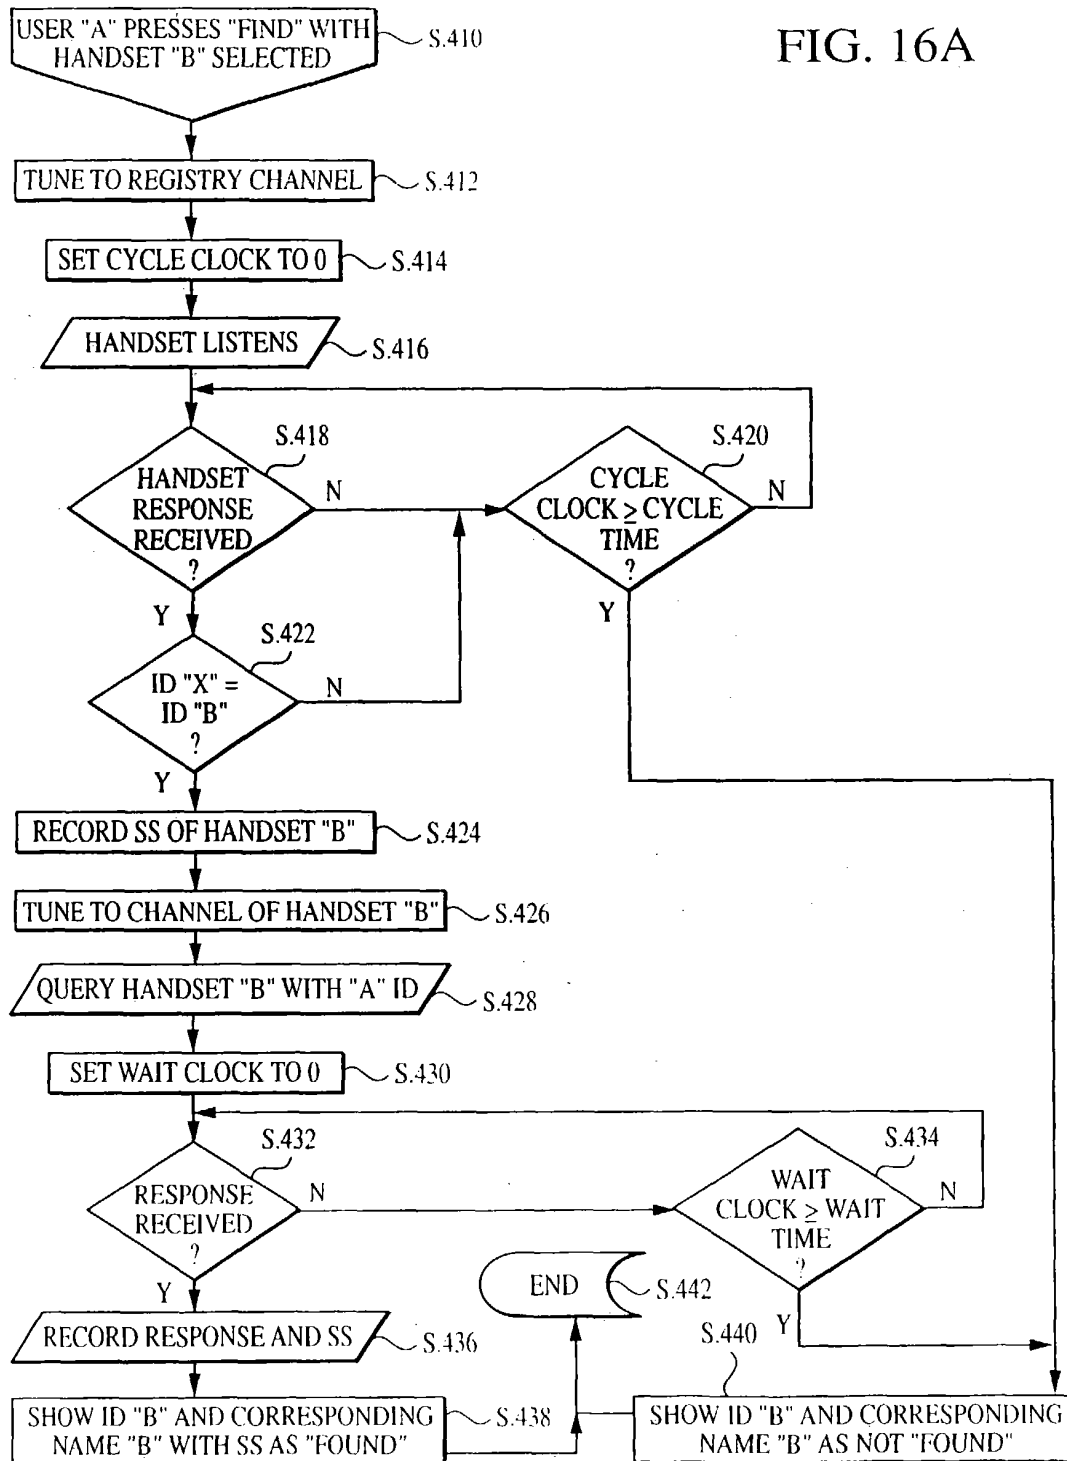 FIG. 16A
USER "A" PRESSES "FIND" WITH
HANDSET "B" SELECTED
S.410
TUNE TO REGISTRY CHANNEL
S.412
SET CYCLE CLOCK TO 0
S.414
HANDSET LISTENS
S.416
S.418
HANDSET
RESPONSE
RECEIVED
?
N
Y
S.420
CYCLE
CLOCK ≥ CYCLE
TIME
?
N
Y
S.422
ID "X" =
ID "B"
?
N
Y
RECORD SS OF HANDSET "B"
S.424
TUNE TO CHANNEL OF HANDSET "B"
S.426
QUERY HANDSET "B" WITH "A" ID
S.428
SET WAIT CLOCK TO 0
S.430
S.432
RESPONSE
RECEIVED
?
N
Y
S.434
WAIT
CLOCK ≥ WAIT
TIME
?
N
Y
END
S.442
RECORD RESPONSE AND SS
S.436
S.440
SHOW ID "B" AND CORRESPONDING
NAME "B" WITH SS AS "FOUND"
S.438
SHOW ID "B" AND CORRESPONDING
NAME "B" AS NOT "FOUND"